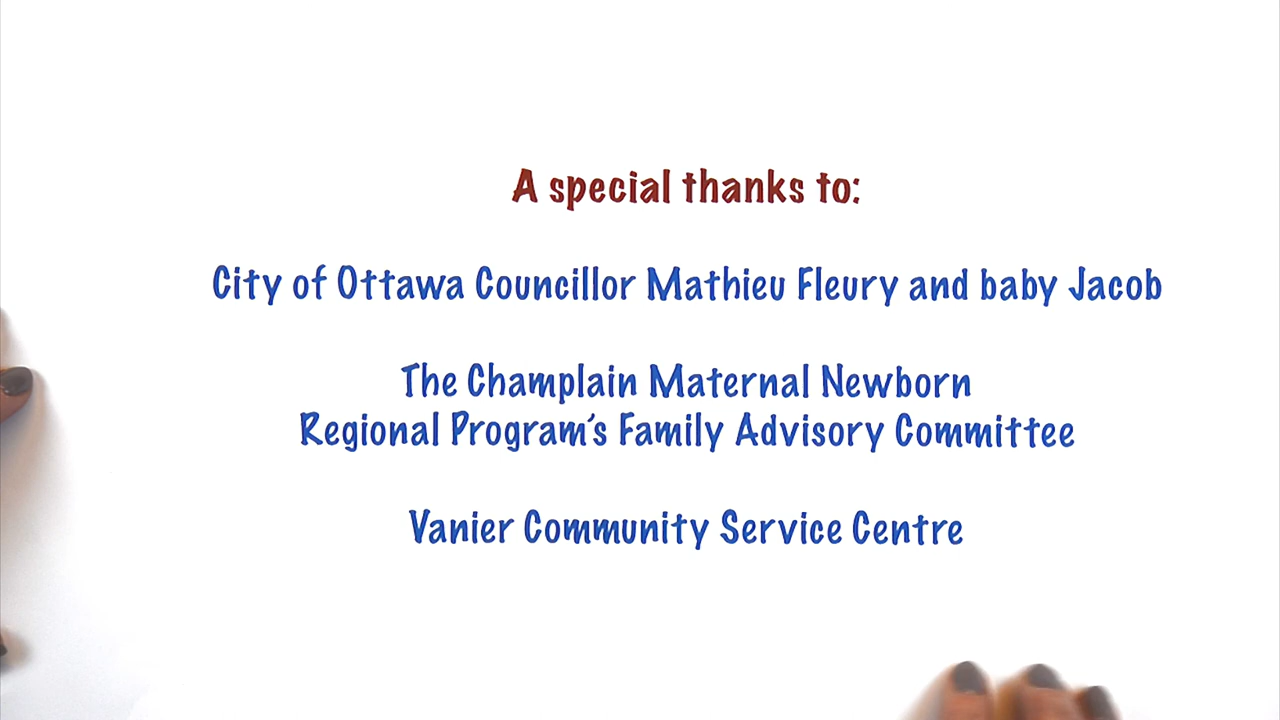 A special thanks to:
City of Ottawa Councillor Mathieu Fleury and baby Jacob
The Champlain Maternal Newborn
Regional Program's Family Advisory Committee
Vanier Community Service Centre